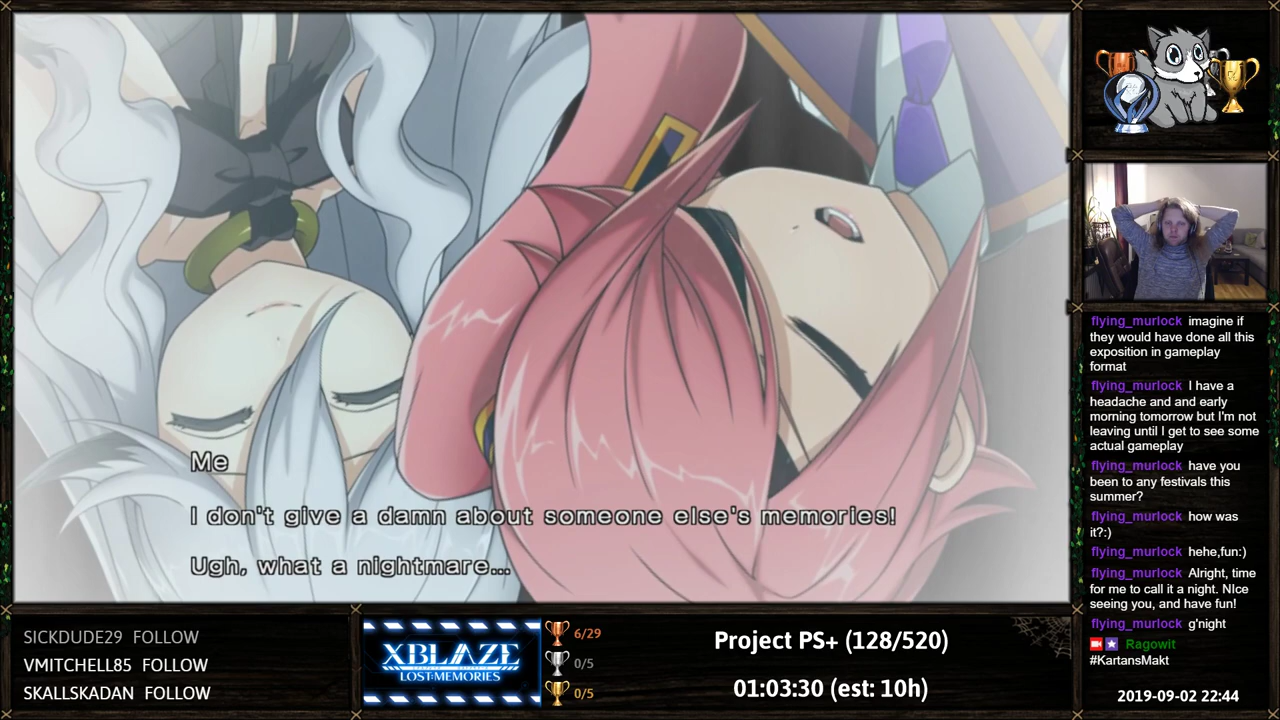 Me
I don't give a damn about someone else's memories!
Ugh, what a nightmare...
flying_murlock imagine if
they would have done all this
exposition in gameplay
format
flying_murlock I have a
headache and and early
morning tomorrow but I'm not
leaving until I get to see some
actual gameplay
flying_murlock have you
been to any festivals this
summer?
flying_murlock how was
it?:)
flying_murlock hehe,fun:)
flying_murlock Alright, time
for me to call it a night. NIce
seeing you, and have fun!
flying_murlock g'night
Ragowit
#KartansMakt
2019-09-02 22:44
SICKDUDE29 FOLLOW
VMITCHELL85 FOLLOW
SKALLSKADAN FOLLOW
XBLAZE
LOST:MEMORIES
6/29
0/5
0/5
Project PS+ (128/520)
01:03:30 (est: 10h)